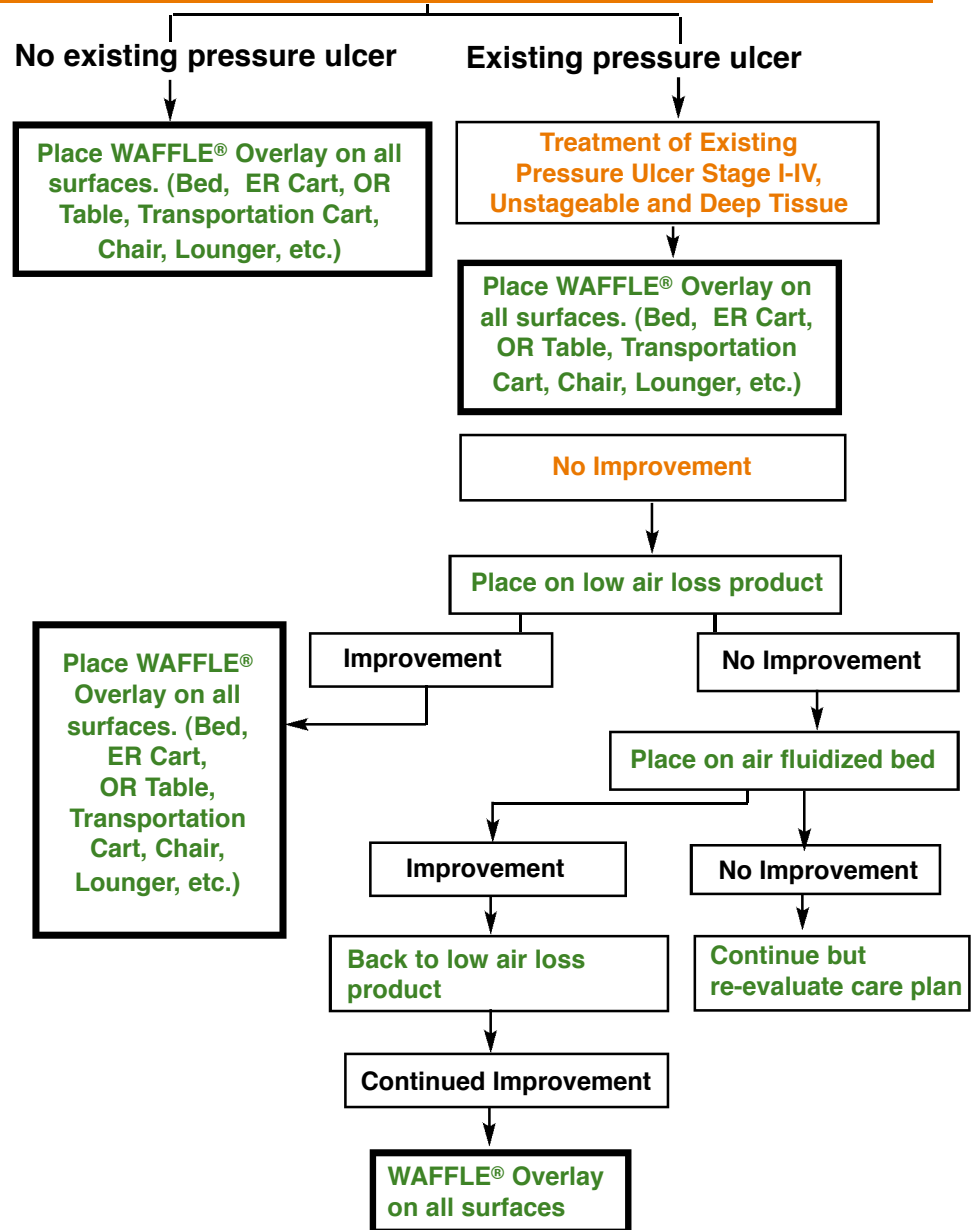 No existing pressure ulcer
Existing pressure ulcer
Place WAFFLE® Overlay on all
surfaces. (Bed, ER Cart, OR
Table, Transportation Cart,
Chair, Lounger, etc.)
Treatment of Existing
Pressure Ulcer Stage I-IV,
Unstageable and Deep Tissue
Place WAFFLE® Overlay on
all surfaces. (Bed, ER Cart,
OR Table, Transportation
Cart, Chair, Lounger, etc.)
No Improvement
Place on low air loss product
Improvement
No Improvement
Place WAFFLE®
Overlay on all
surfaces. (Bed,
ER Cart,
OR Table,
Transportation
Cart, Chair,
Lounger, etc.)
Place on air fluidized bed
Improvement
No Improvement
Back to low air loss
product
Continue but
re-evaluate care plan
Continued Improvement
WAFFLE® Overlay
on all surfaces